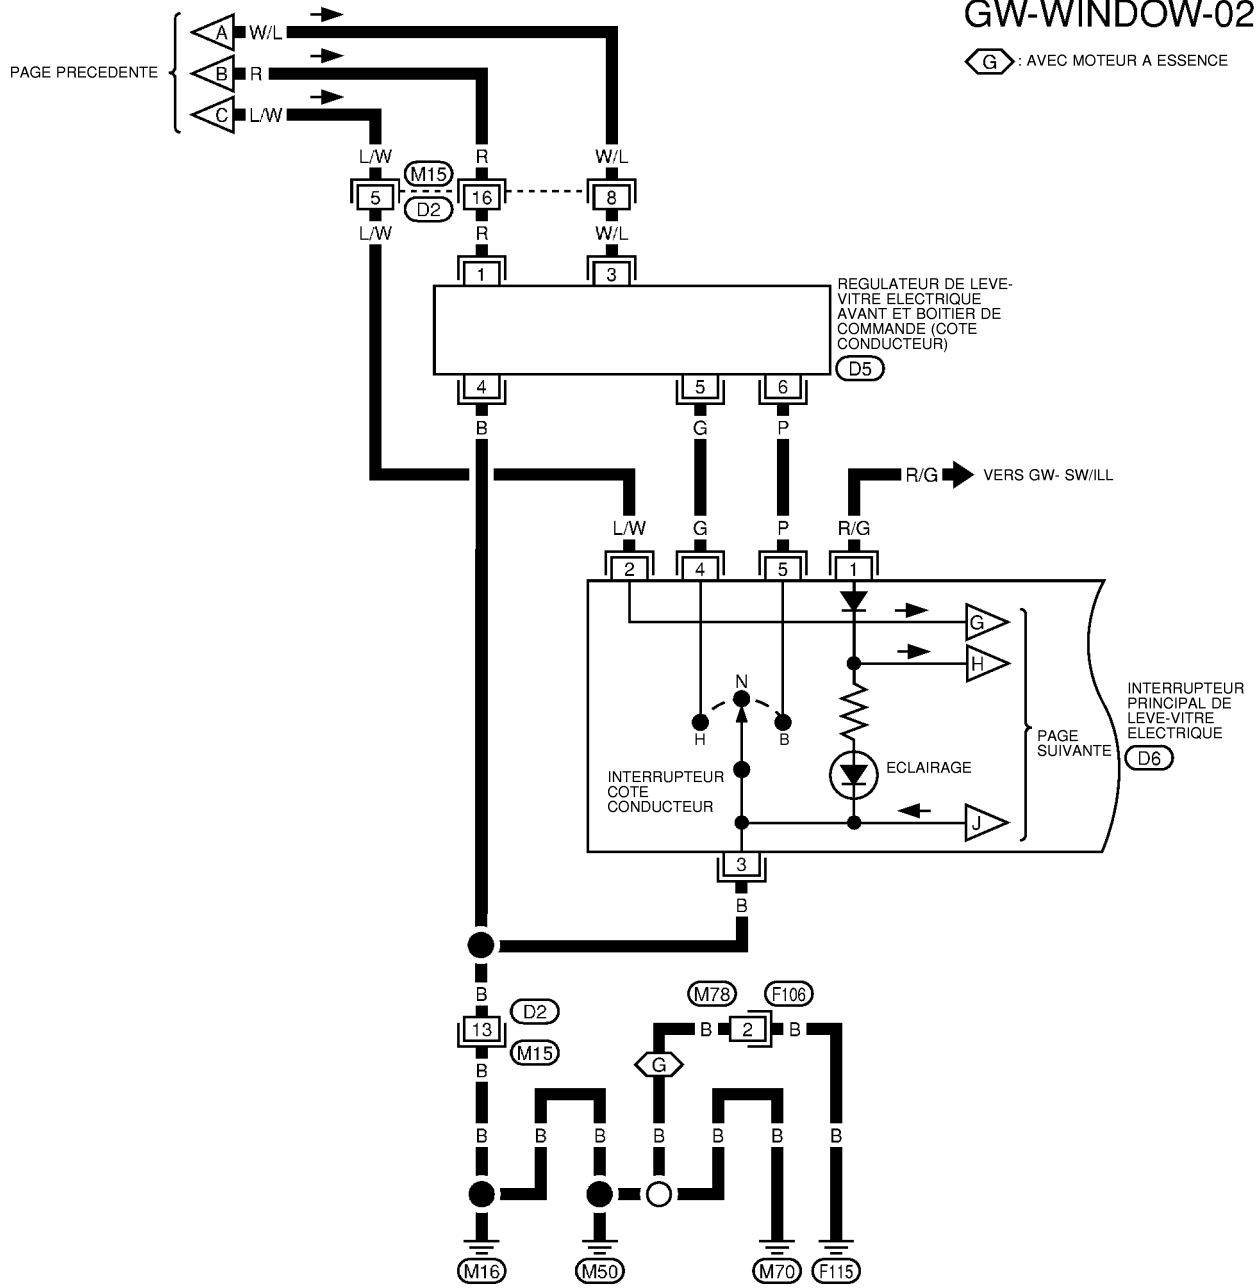 GW-WINDOW-02
G : AVEC MOTEUR A ESSENCE
PAGE PRECEDENTE
A W/L
B R
C L/W
L/W R W/L
M15
5 16 8
D2
L/W R W/L
1 3
REGULATEUR DE LEVE-
VITRE ELECTRIQUE
AVANT ET BOITIER DE
COMMANDE (COTE
CONDUCTEUR)
D5
4 5 6
B G P
R/G VERS GW- SW/ILL
L/W G P R/G
2 4 5 1
G
H
N
H B
PAGE
SUIVANTE
INTERRUPTEUR
PRINCIPAL DE
LEVE-VITRE
ELECTRIQUE
D6
ECLAIRAGE
INTERRUPTEUR
COTE
CONDUCTEUR
J
3
B
B
M78 F106
D2
13
B 2 B
M15
B
G
B B B B B B B
M16 M50 M70 F115